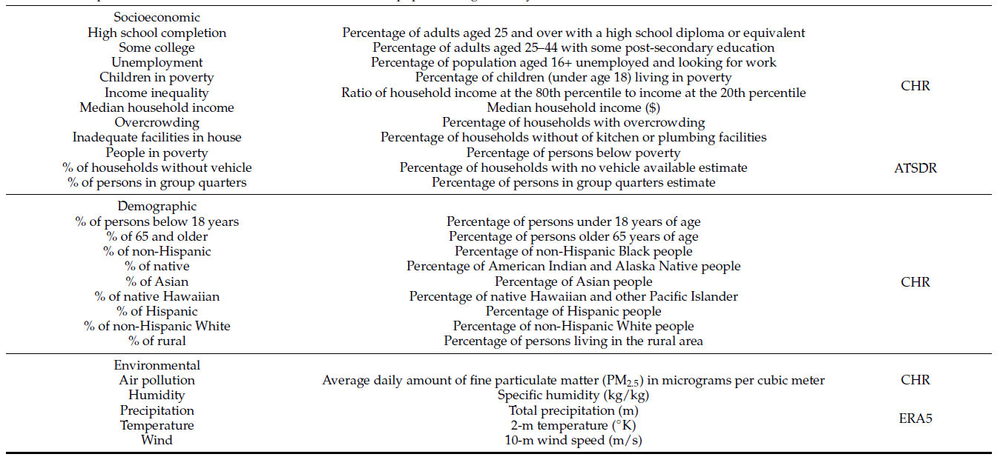 Socioeconomic
High school completion Percentage of adults aged 25 and over with a high school diploma or equivalent
Some college Percentage of adults aged 25–44 with some post-secondary education
Unemployment Percentage of population aged 16+ unemployed and looking for work
Children in poverty Percentage of children (under age 18) living in poverty
CHR
Income inequality Ratio of household income at the 80th percentile to income at the 20th percentile
Median household income Median household income ($)
Overcrowding Percentage of households with overcrowding
Inadequate facilities in house Percentage of households without of kitchen or plumbing facilities
People in poverty Percentage of persons below poverty
% of households without vehicle Percentage of households with no vehicle available estimate ATSDR
% of persons in group quarters Percentage of persons in group quarters estimate
Demographic
% of persons below 18 years Percentage of persons under 18 years of age
% of 65 and older Percentage of persons older 65 years of age
% of non-Hispanic Percentage of non-Hispanic Black people
% of native Percentage of American Indian and Alaska Native people
% of Asian Percentage of Asian people CHR
% of native Hawaiian Percentage of native Hawaiian and other Pacific Islander
% of Hispanic Percentage of Hispanic people
% of non-Hispanic White Percentage of non-Hispanic White people
% of rural Percentage of persons living in the rural area
Environmental
Air pollution Average daily amount of fine particulate matter (PM2.5) in micrograms per cubic meter CHR
Humidity Specific humidity (kg/kg)
Precipitation Total precipitation (m)
ERA5
Temperature 2-m temperature (°K)
Wind 10-m wind speed (m/s)